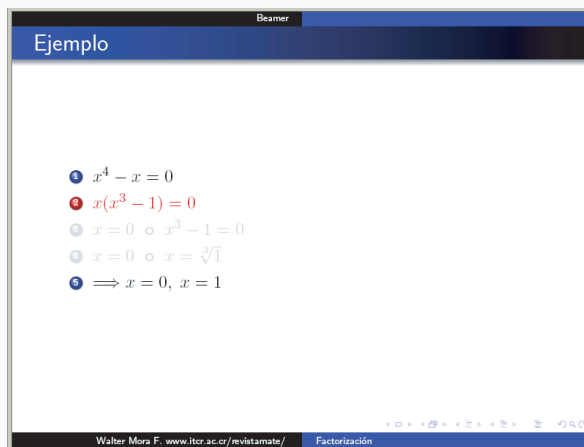 Beamer
Ejemplo
1 x⁴ − x = 0
2 x(x³ − 1) = 0
3 x = 0 o x³ − 1 = 0
4 x = 0 o x = ∛1
5 ⟹ x = 0, x = 1
Walter Mora F. www.itcr.ac.cr/revistamate/ Factorización